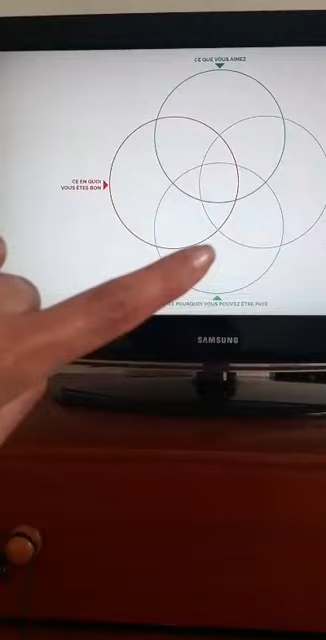 CE QUE VOUS AIMEZ
CE EN QUOI
VOUS ÊTES BON
POURQUOI VOUS POUVEZ ÊTRE PAYÉ
SAMSUNG